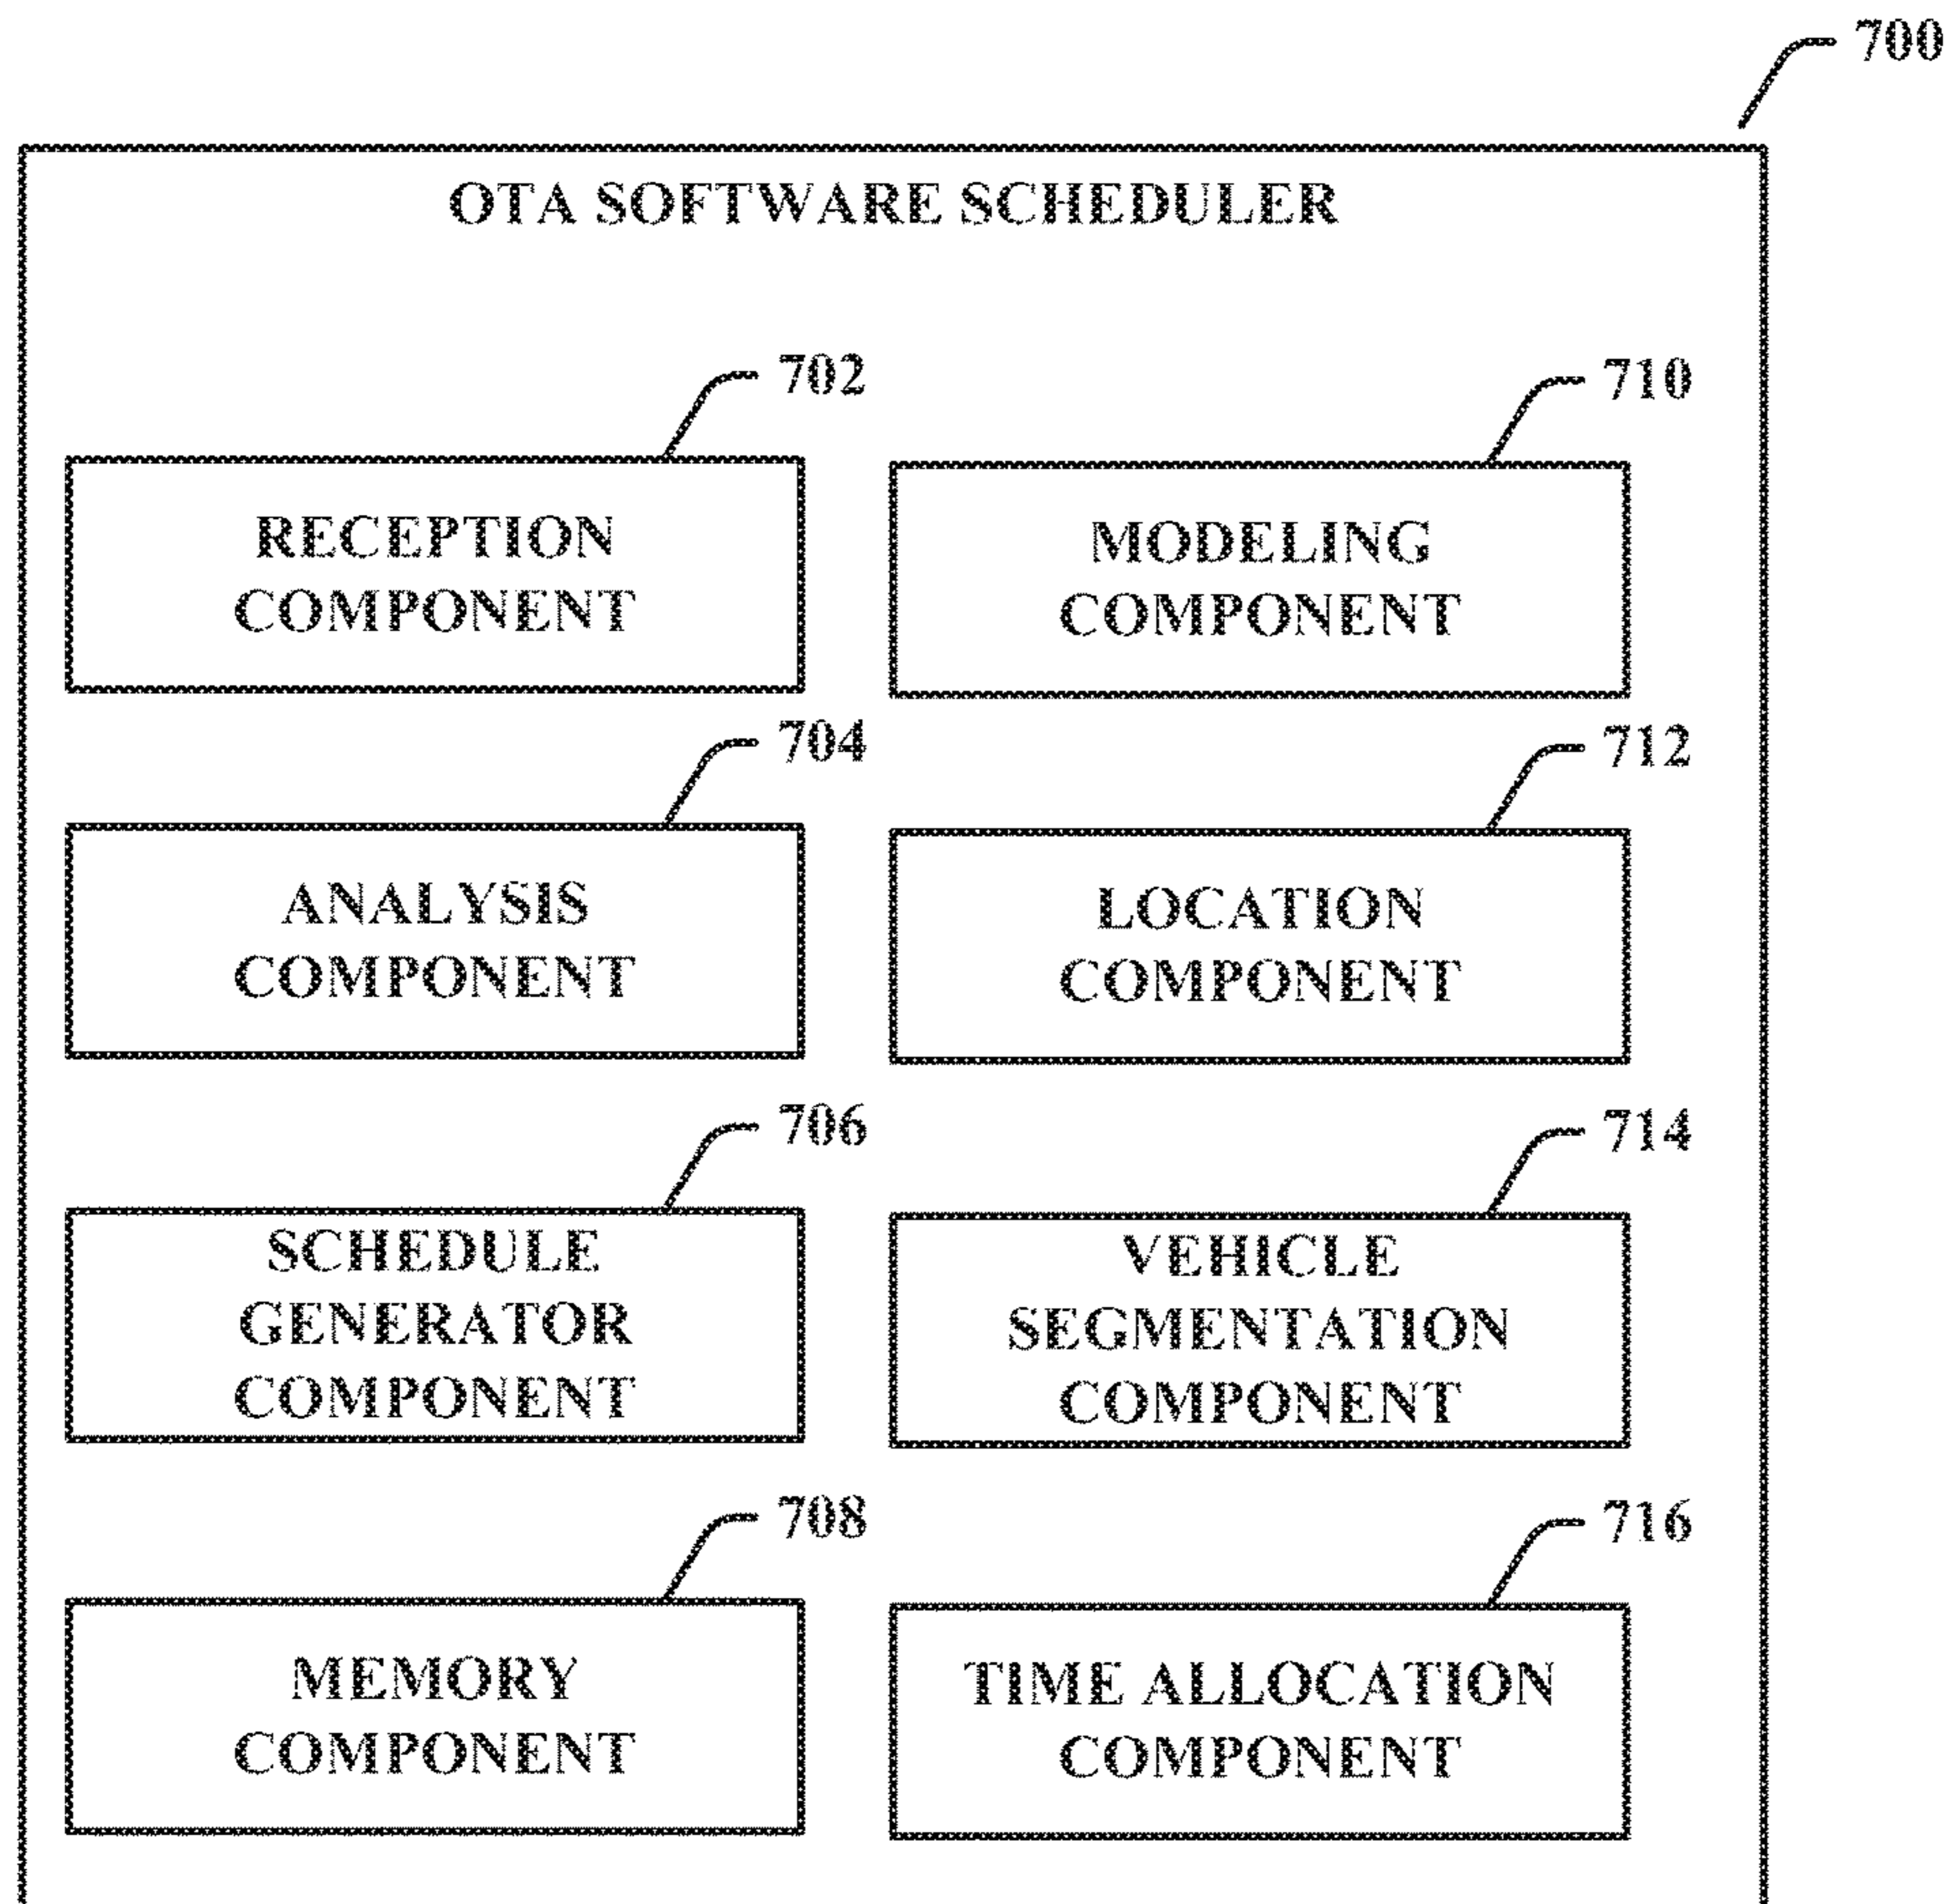 700
OTA SOFTWARE SCHEDULER
702
RECEPTION
COMPONENT
710
MODELING
COMPONENT
704
ANALYSIS
COMPONENT
712
LOCATION
COMPONENT
706
SCHEDULE
GENERATOR
COMPONENT
714
VEHICLE
SEGMENTATION
COMPONENT
708
MEMORY
COMPONENT
716
TIME ALLOCATION
COMPONENT